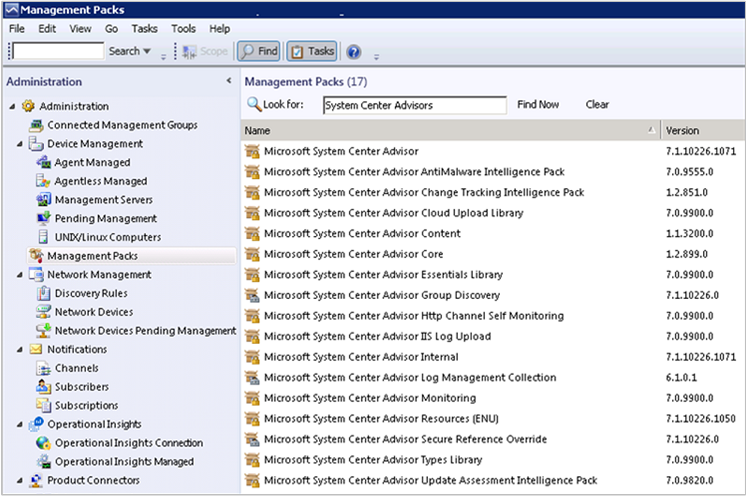 Management Packs
File Edit View Go Tasks Tools Help
Search Scope Find Tasks
Administration
Administration
Connected Management Groups
Device Management
Agent Managed
Agentless Managed
Management Servers
Pending Management
UNIX/Linux Computers
Management Packs
Network Management
Discovery Rules
Network Devices
Network Devices Pending Management
Notifications
Channels
Subscribers
Subscriptions
Operational Insights
Operational Insights Connection
Operational Insights Managed
Product Connectors
Management Packs (17)
Look for: System Center Advisors Find Now Clear
Name Version
Microsoft System Center Advisor 7.1.10226.1071
Microsoft System Center Advisor AntiMalware Intelligence Pack 7.0.9555.0
Microsoft System Center Advisor Change Tracking Intelligence Pack 1.2.851.0
Microsoft System Center Advisor Cloud Upload Library 7.0.9900.0
Microsoft System Center Advisor Content 1.1.3200.0
Microsoft System Center Advisor Core 1.2.899.0
Microsoft System Center Advisor Essentials Library 7.0.9900.0
Microsoft System Center Advisor Group Discovery 7.1.10226.0
Microsoft System Center Advisor Http Channel Self Monitoring 7.0.9900.0
Microsoft System Center Advisor IIS Log Upload 7.0.9900.0
Microsoft System Center Advisor Internal 7.1.10226.1071
Microsoft System Center Advisor Log Management Collection 6.1.0.1
Microsoft System Center Advisor Monitoring 7.0.9900.0
Microsoft System Center Advisor Resources (ENU) 7.1.10226.1050
Microsoft System Center Advisor Secure Reference Override 7.1.10226.0
Microsoft System Center Advisor Types Library 7.0.9900.0
Microsoft System Center Advisor Update Assessment Intelligence Pack 7.0.9820.0